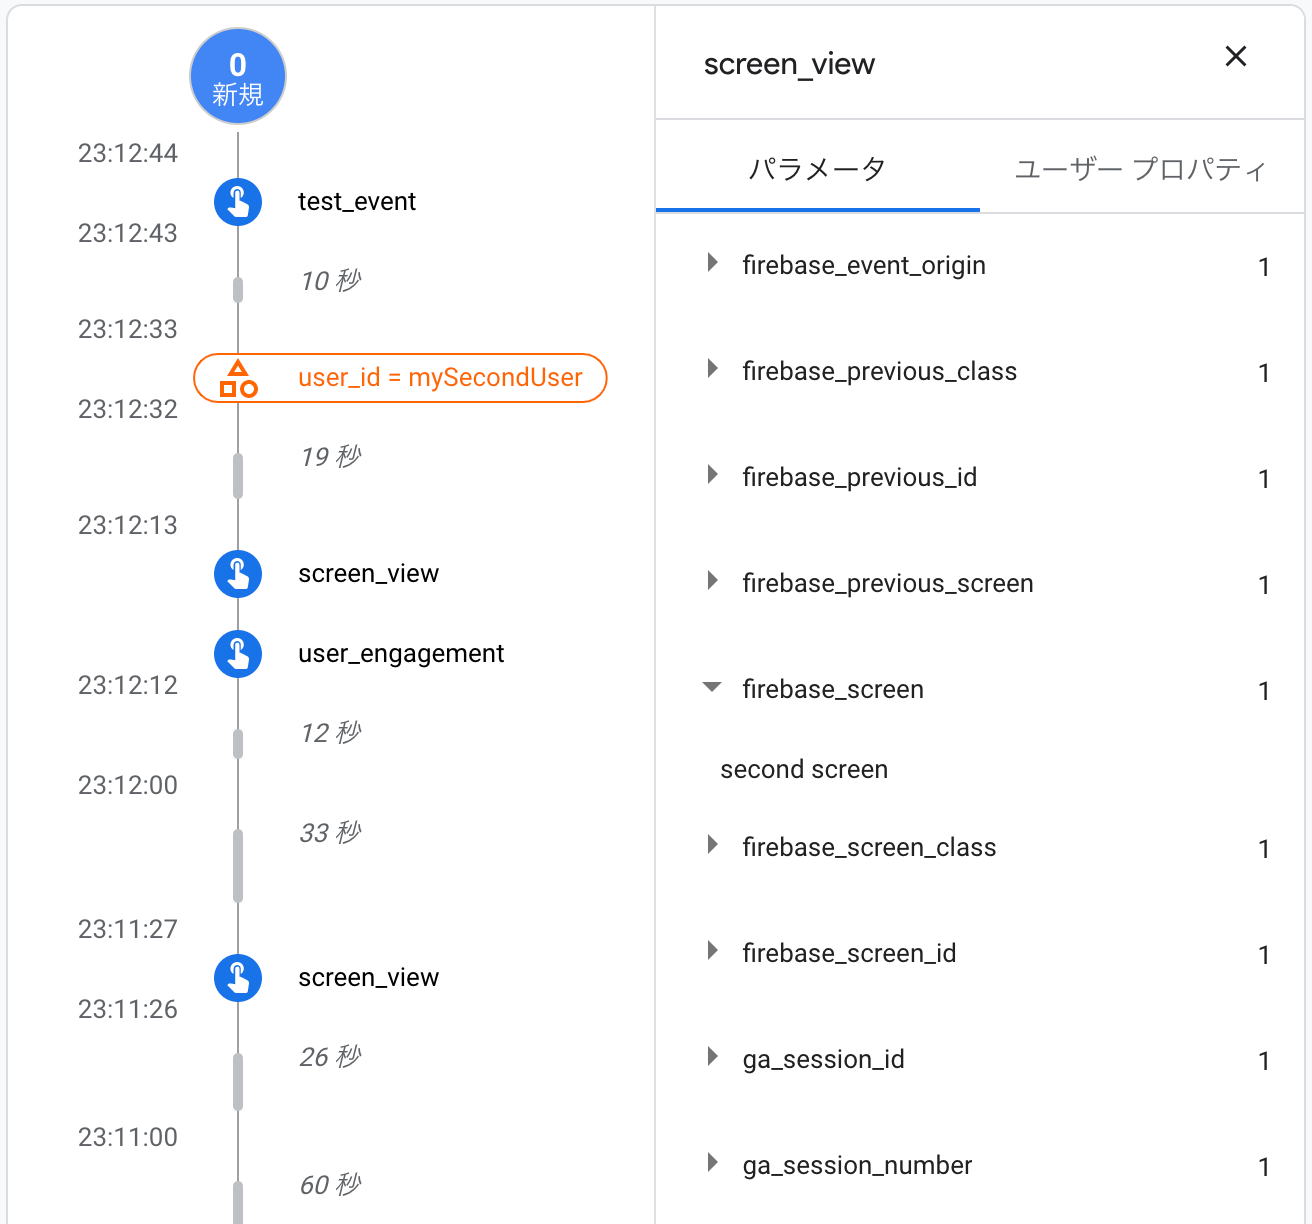 0
新規
23:12:44
test_event
23:12:43
10 秒
23:12:33
user_id = mySecondUser
23:12:32
19 秒
23:12:13
screen_view
user_engagement
23:12:12
12 秒
23:12:00
33 秒
23:11:27
screen_view
23:11:26
26 秒
23:11:00
60 秒
screen_view
パラメータ
ユーザー プロパティ
firebase_event_origin 1
firebase_previous_class 1
firebase_previous_id 1
firebase_previous_screen 1
firebase_screen 1
second screen
firebase_screen_class 1
firebase_screen_id 1
ga_session_id 1
ga_session_number 1